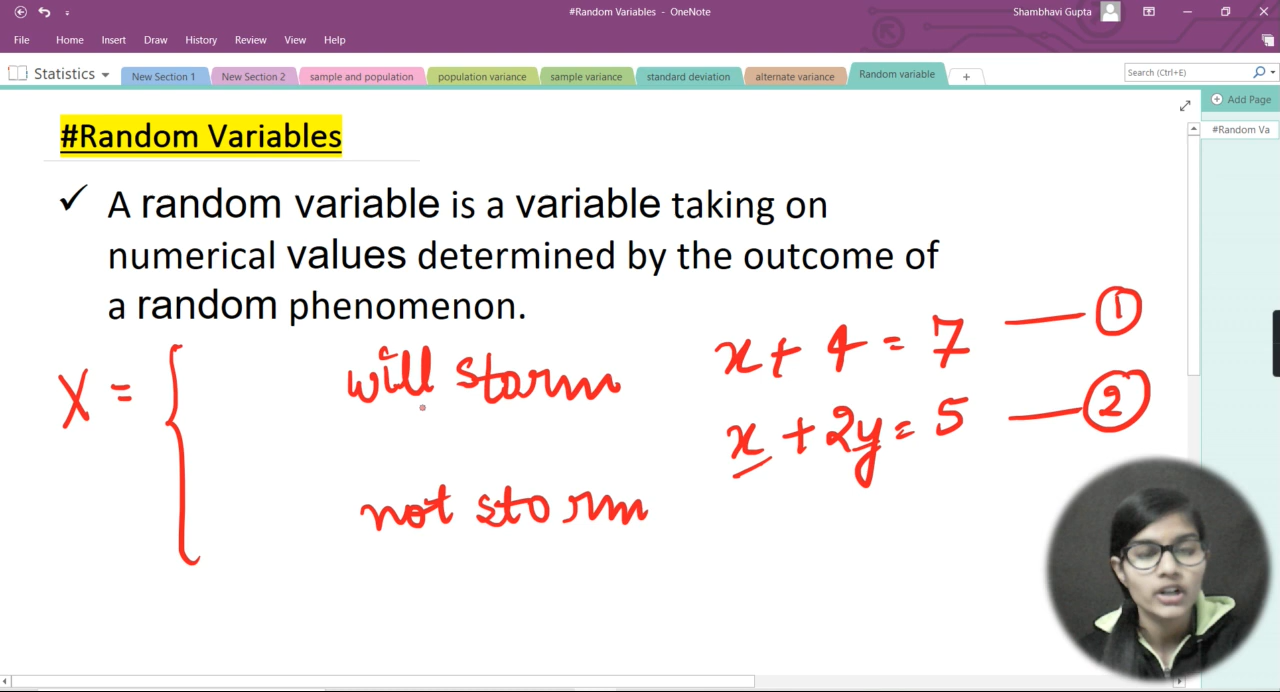 #Random Variables - OneNote
Shambhavi Gupta
File Home Insert Draw History Review View Help
Statistics
New Section 1
New Section 2
sample and population
population variance
sample variance
standard deviation
alternate variance
Random variable
+
Search (Ctrl+E)
Add Page
#Random Va
#Random Variables
✓ A random variable is a variable taking on
numerical values determined by the outcome of
a random phenomenon.
X = {
will storm
not storm
x + 4 = 7 — 1
x + 2y = 5 — 2